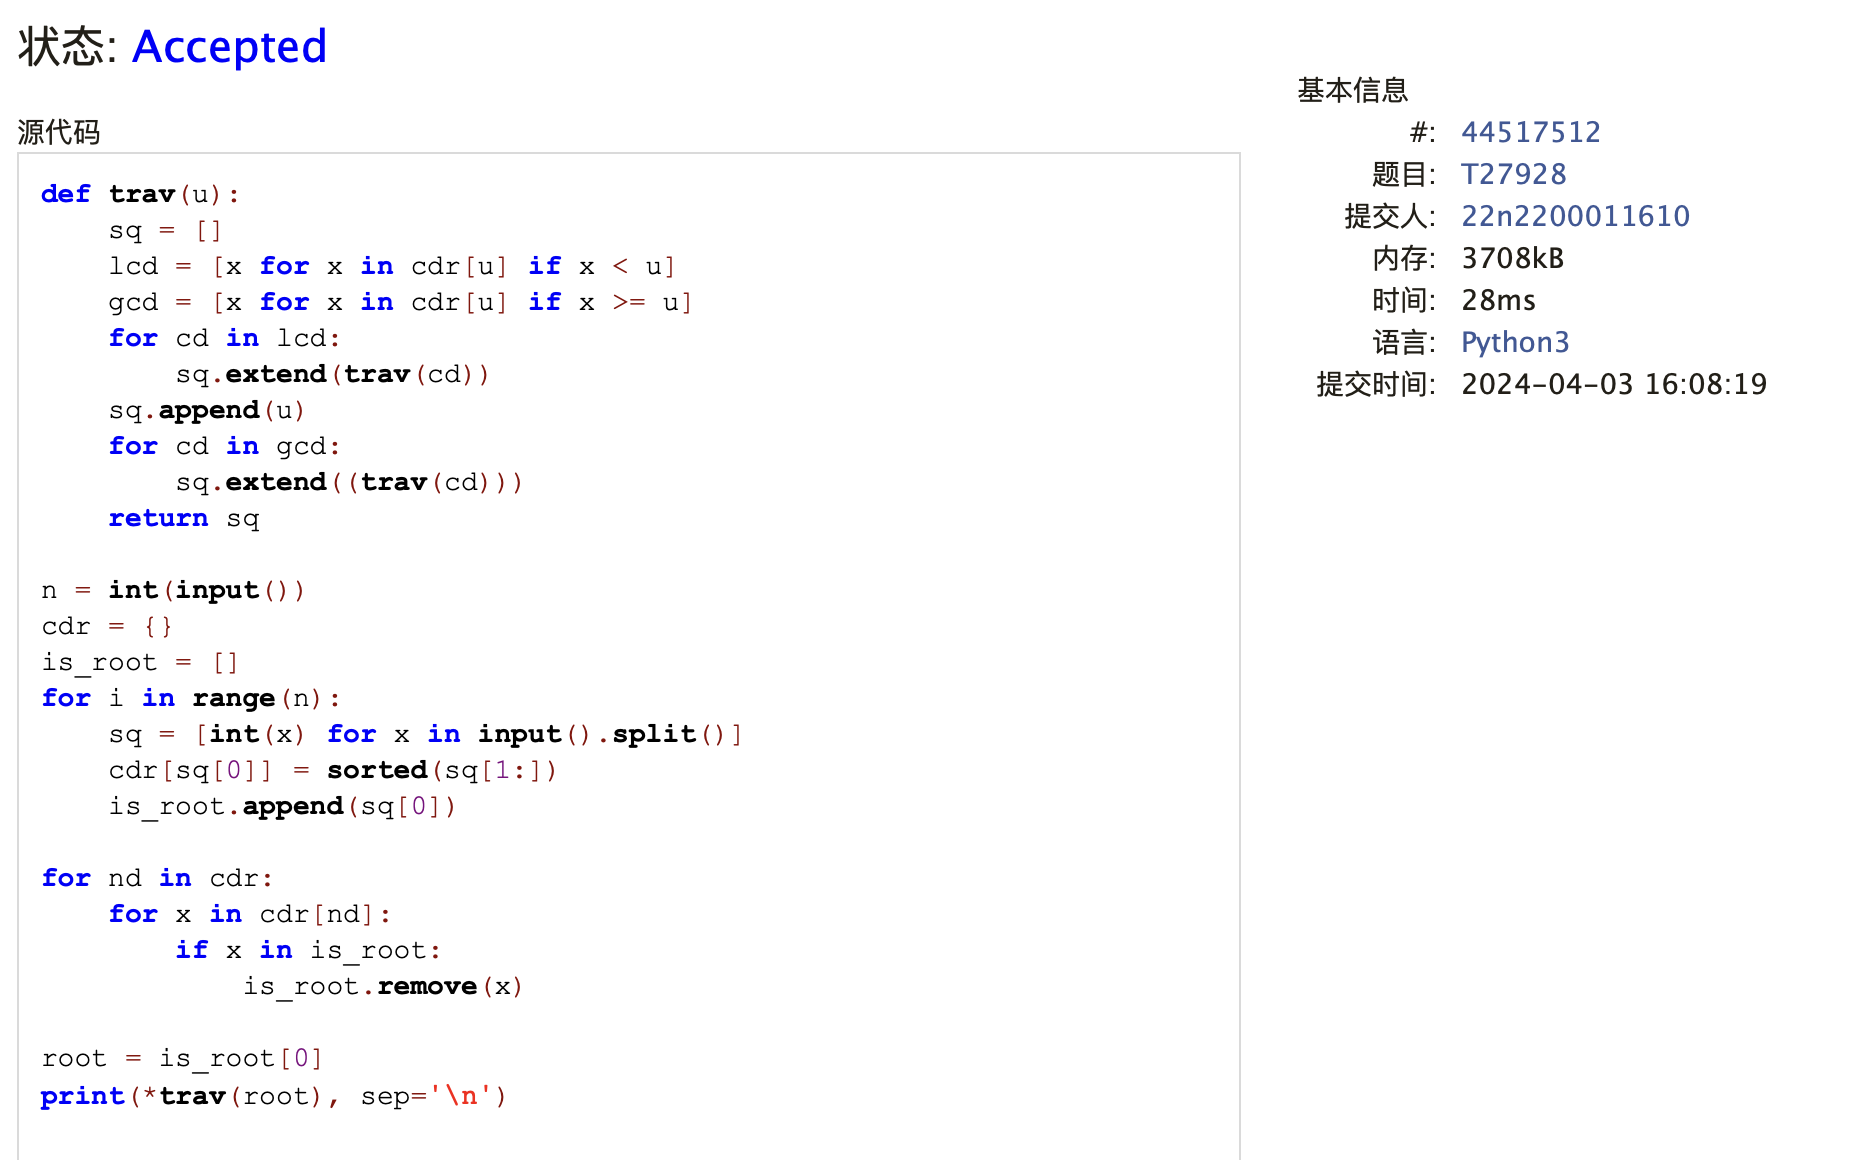 状态: Accepted
源代码
def trav(u):
    sq = []
    lcd = [x for x in cdr[u] if x < u]
    gcd = [x for x in cdr[u] if x >= u]
    for cd in lcd:
        sq.extend(trav(cd))
    sq.append(u)
    for cd in gcd:
        sq.extend((trav(cd)))
    return sq

n = int(input())
cdr = {}
is_root = []
for i in range(n):
    sq = [int(x) for x in input().split()]
    cdr[sq[0]] = sorted(sq[1:])
    is_root.append(sq[0])

for nd in cdr:
    for x in cdr[nd]:
        if x in is_root:
            is_root.remove(x)

root = is_root[0]
print(*trav(root), sep='\n')
基本信息
#: 44517512
题目: T27928
提交人: 22n2200011610
内存: 3708kB
时间: 28ms
语言: Python3
提交时间: 2024-04-03 16:08:19